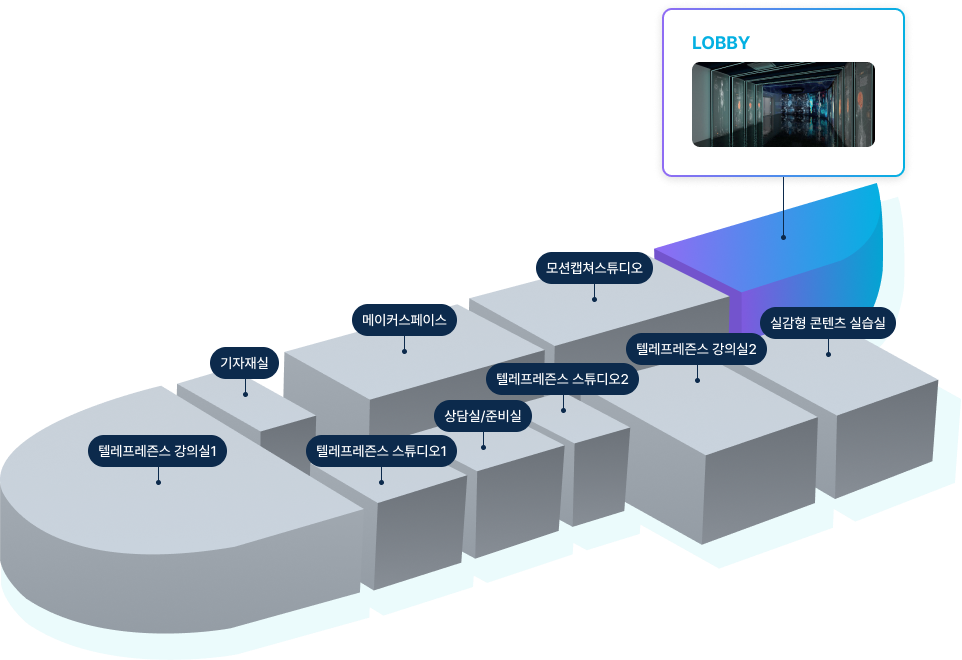 LOBBY
모션캡쳐스튜디오
메이커스페이스
실감형 콘텐츠 실습실
텔레프레즌스 강의실2
기자재실
텔레프레즌스 스튜디오2
상담실/준비실
텔레프레즌스 강의실1
텔레프레즌스 스튜디오1